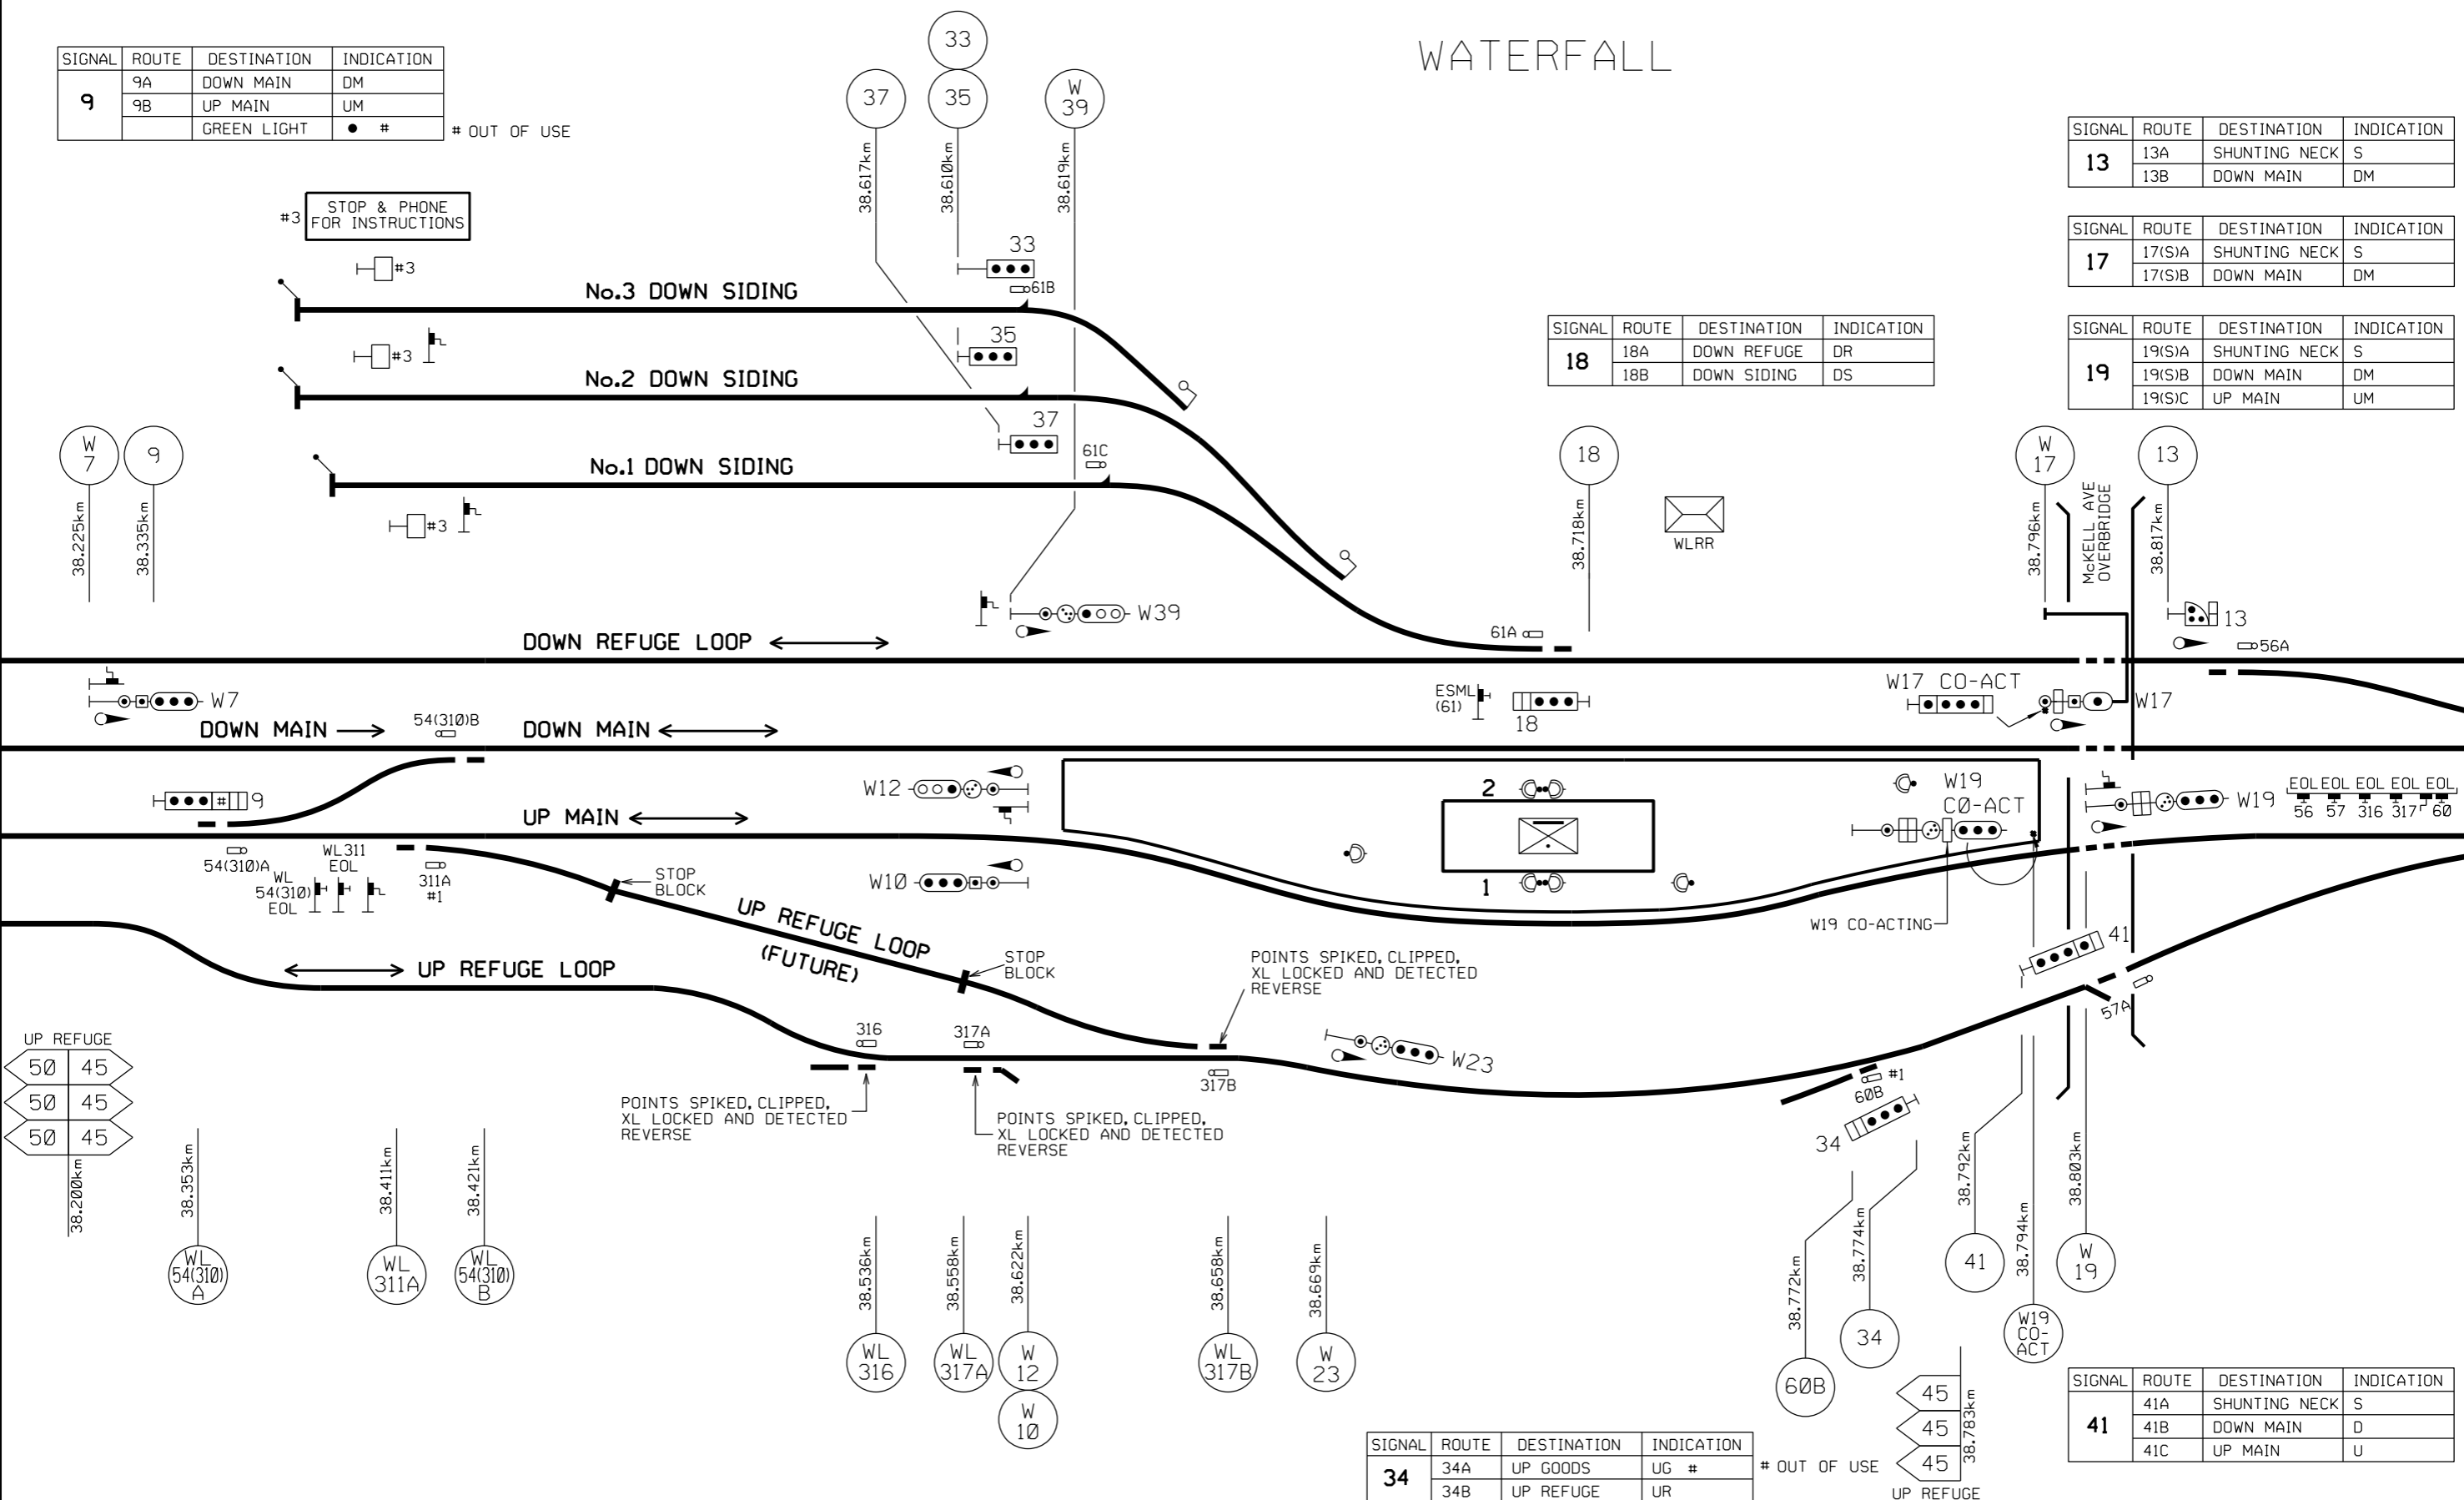 WATERFALL
SIGNAL ROUTE DESTINATION INDICATION
9 9A DOWN MAIN DM
9B UP MAIN UM
GREEN LIGHT ● #
# OUT OF USE
33
37
35
W
39
38.617km
38.610km
38.619km
SIGNAL ROUTE DESTINATION INDICATION
13 13A SHUNTING NECK S
13B DOWN MAIN DM
SIGNAL ROUTE DESTINATION INDICATION
17 17(S)A SHUNTING NECK S
17(S)B DOWN MAIN DM
SIGNAL ROUTE DESTINATION INDICATION
19 19(S)A SHUNTING NECK S
19(S)B DOWN MAIN DM
19(S)C UP MAIN UM
SIGNAL ROUTE DESTINATION INDICATION
18 18A DOWN REFUGE DR
18B DOWN SIDING DS
#3
STOP & PHONE
FOR INSTRUCTIONS
#3
33
61B
No.3 DOWN SIDING
#3
35
No.2 DOWN SIDING
37
61C
No.1 DOWN SIDING
#3
W
7
9
38.225km
38.335km
18
38.718km
WLRR
W
17
38.796km
McKELL AVE
OVERBRIDGE
13
38.817km
W39
61A
13
56A
DOWN REFUGE LOOP
W7
ESML
(61)
18
W17 CO-ACT
W17
DOWN MAIN
54(310)B
DOWN MAIN
9
W12
2
W19
CO-ACT
W19
EOL EOL EOL EOL EOL
56 57 316 317 60
UP MAIN
54(310)A
WL
54(310)
EOL
WL311
EOL
311A
#1
STOP
BLOCK
W10
1
W19 CO-ACTING
UP REFUGE LOOP
(FUTURE)
41
57A
UP REFUGE LOOP
STOP
BLOCK
POINTS SPIKED, CLIPPED,
XL LOCKED AND DETECTED
REVERSE
316
317A
317B
W23
#1
60B
34
UP REFUGE
50 45
50 45
50 45
38.200km
POINTS SPIKED, CLIPPED,
XL LOCKED AND DETECTED
REVERSE
POINTS SPIKED, CLIPPED,
XL LOCKED AND DETECTED
REVERSE
38.353km
WL
54(310)
A
38.411km
WL
311A
38.421km
WL
54(310)
B
38.536km
WL
316
38.558km
WL
317A
38.622km
W
12
W
10
38.658km
WL
317B
38.669km
W
23
38.772km
60B
38.774km
34
38.792km
41
38.794km
W19
CO-
ACT
38.803km
W
19
45
45
45
38.783km
UP REFUGE
SIGNAL ROUTE DESTINATION INDICATION
34 34A UP GOODS UG #
34B UP REFUGE UR
# OUT OF USE
SIGNAL ROUTE DESTINATION INDICATION
41 41A SHUNTING NECK S
41B DOWN MAIN D
41C UP MAIN U